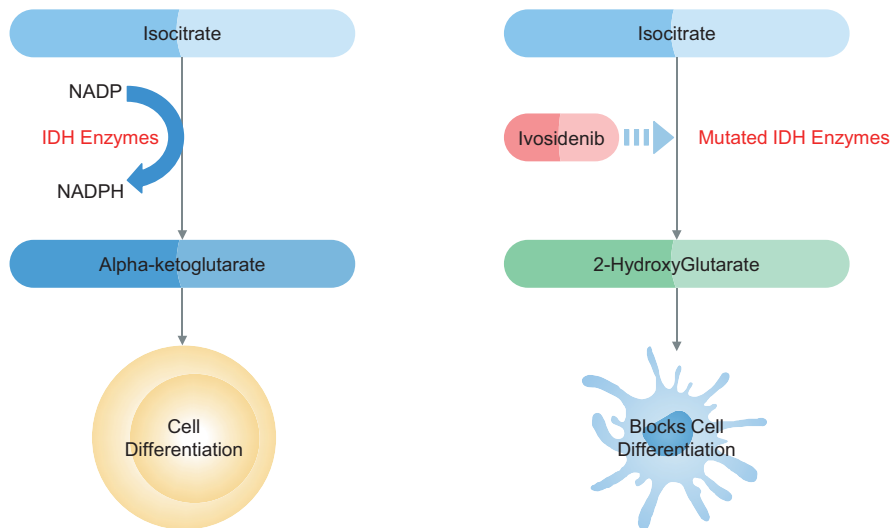 Isocitrate
NADP
IDH Enzymes
NADPH
Alpha-ketoglutarate
Cell
Differentiation
Isocitrate
Ivosidenib
Mutated IDH Enzymes
2-HydroxyGlutarate
Blocks Cell
Differentiation